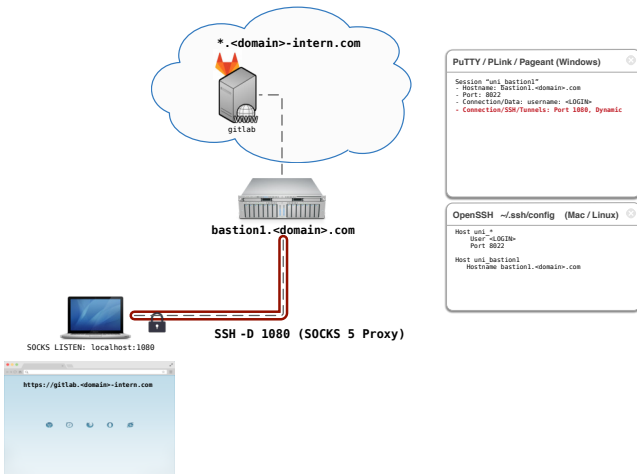 *.<domain>-intern.com
WWW
gitlab
bastion1.<domain>.com
SSH -D 1080 (SOCKS 5 Proxy)
SOCKS LISTEN: localhost:1080
https://gitlab.<domain>-intern.com
PuTTY / PLink / Pageant (Windows)
Session "uni_bastion1"
- Hostname: bastion1.<domain>.com
- Port: 8022
- Connection/Data: username: <LOGIN>
- Connection/SSH/Tunnels: Port 1080, Dynamic
OpenSSH ~/.ssh/config (Mac / Linux)
Host uni_*
User <LOGIN>
Port 8022
Host uni_bastion1
Hostname bastion1.<domain>.com